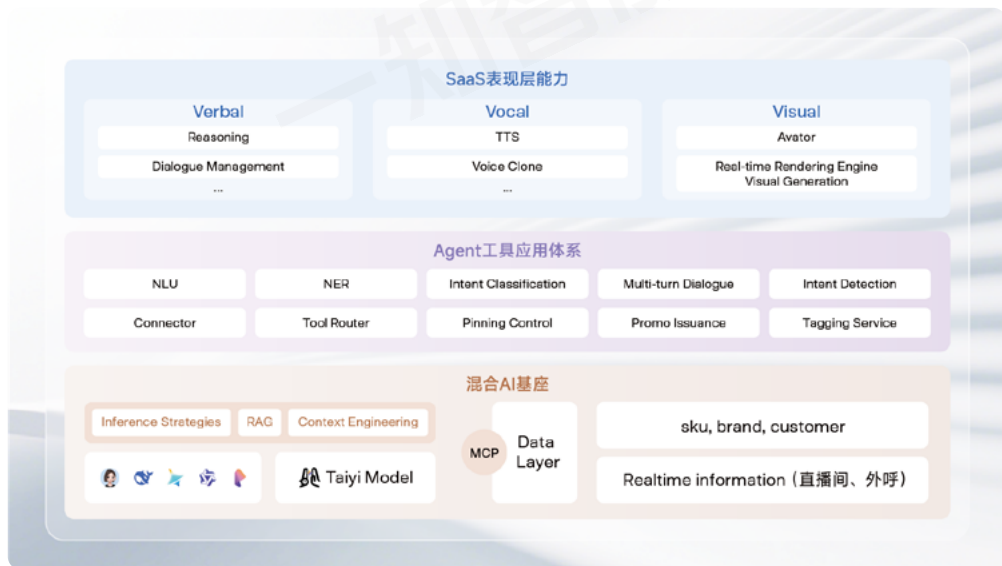 一知智
SaaS表现层能力
Verbal
Reasoning
Dialogue Management
...
Vocal
TTS
Voice Clone
...
Visual
Avator
Real-time Rendering Engine
Visual Generation
Agent工具应用体系
NLU
NER
Intent Classification
Multi-turn Dialogue
Intent Detection
Connector
Tool Router
Pinning Control
Promo Issuance
Tagging Service
混合AI基座
Inference Strategies
RAG
Context Engineering
Taiyi Model
MCP
Data
Layer
sku, brand, customer
Realtime information (直播间、外呼)